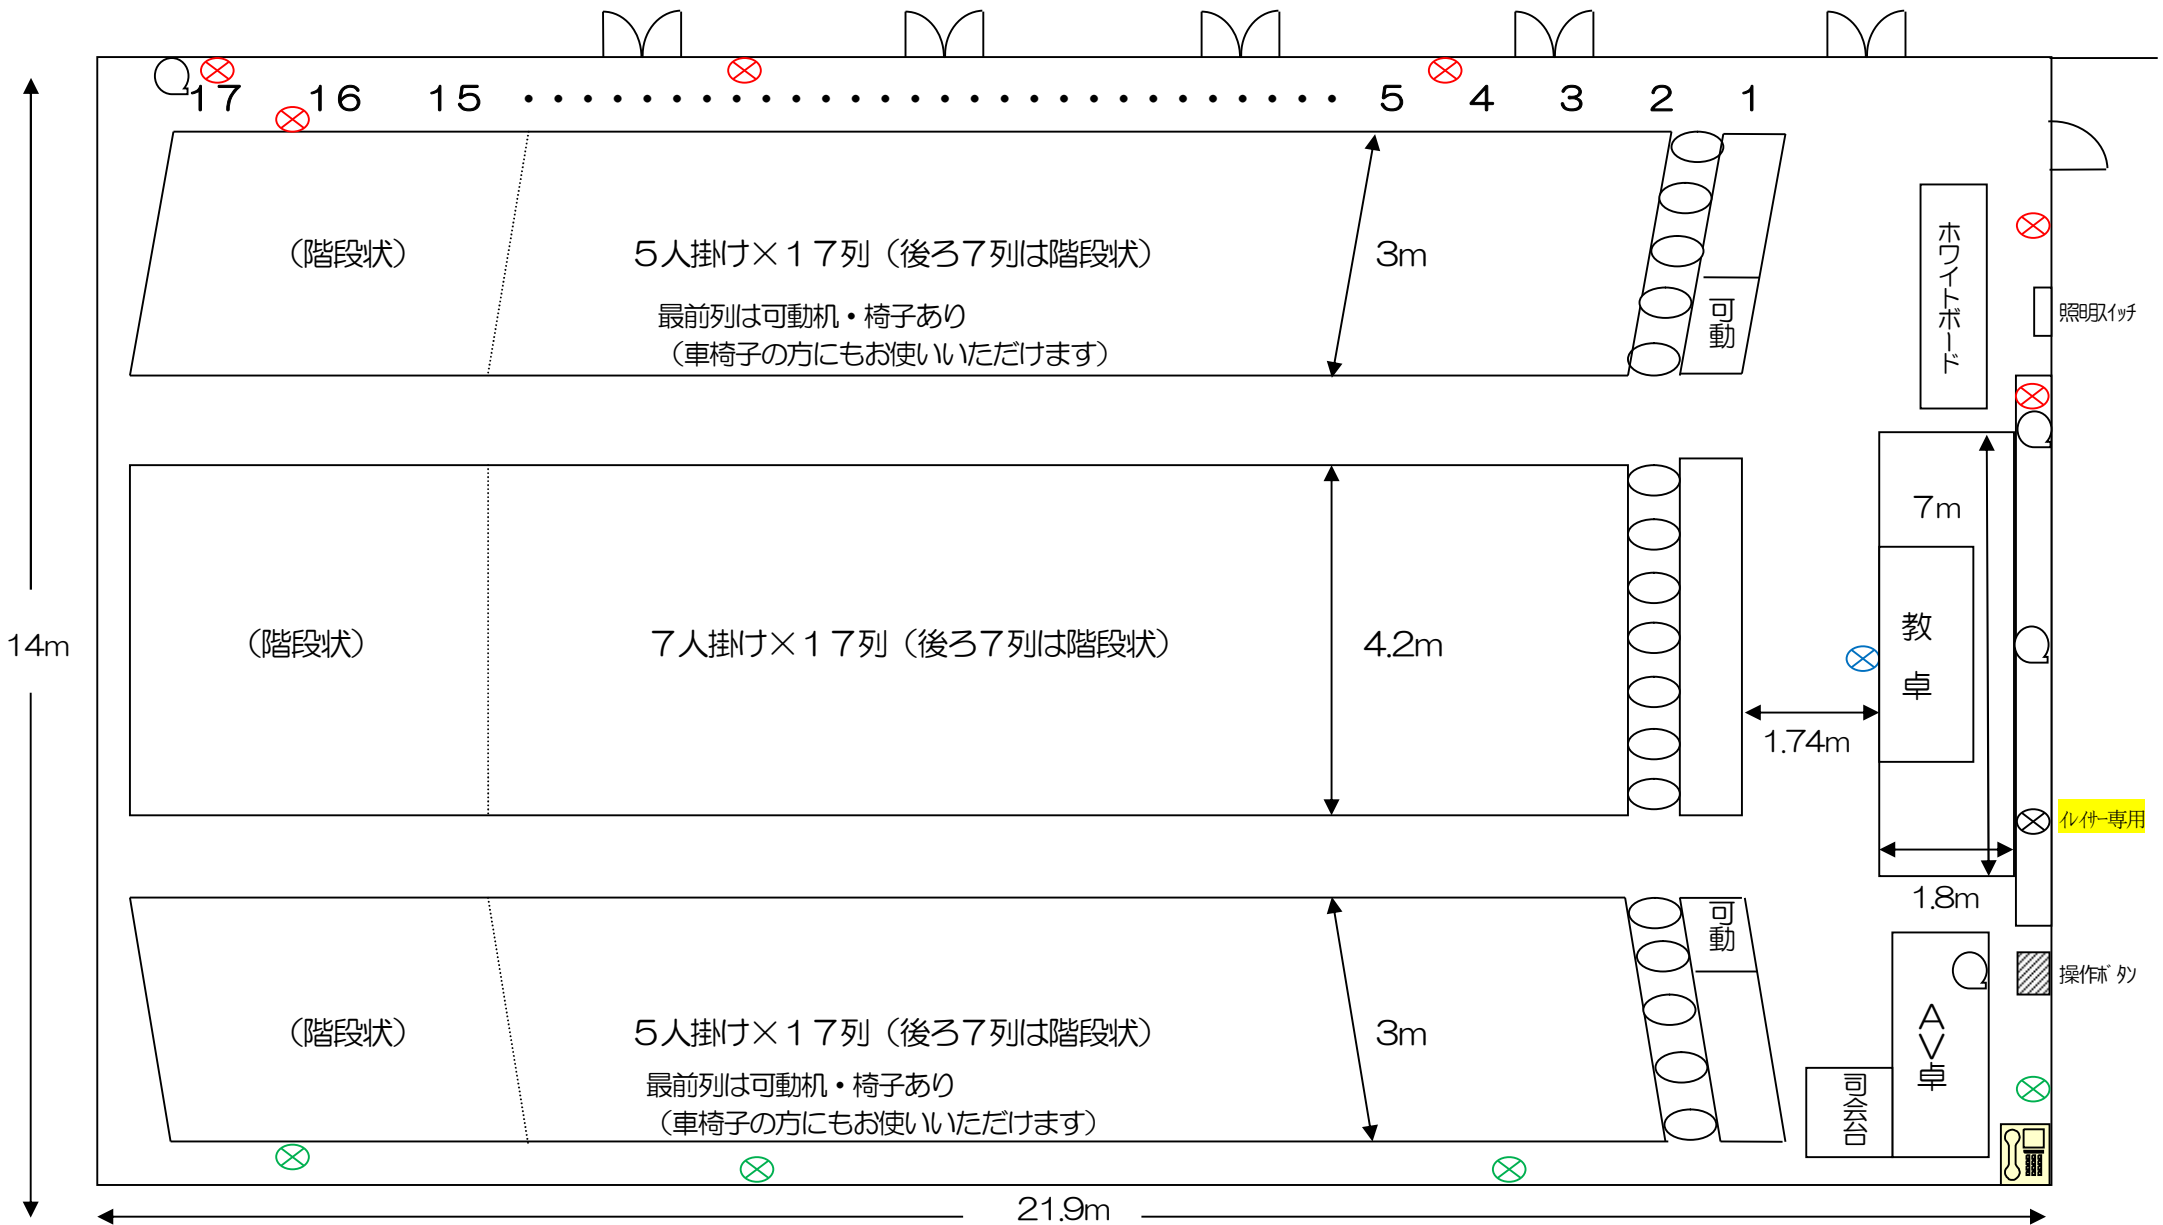 17 16 15 ・・・・・・・・・・・・・・・・・・・・・・・・・・・・ 5 4 3 2 1
（階段状）
５人掛け×１７列（後ろ７列は階段状）
最前列は可動机・椅子あり
（車椅子の方にもお使いいただけます）
3m
可動
ホワイトボード
照明スイッチ
14m
（階段状）
７人掛け×１７列（後ろ７列は階段状）
4.2m
1.74m
7m
教卓
イレイサー専用
1.8m
（階段状）
５人掛け×１７列（後ろ７列は階段状）
最前列は可動机・椅子あり
（車椅子の方にもお使いいただけます）
3m
可動
操作ボタン
AV卓
司会台
21.9m